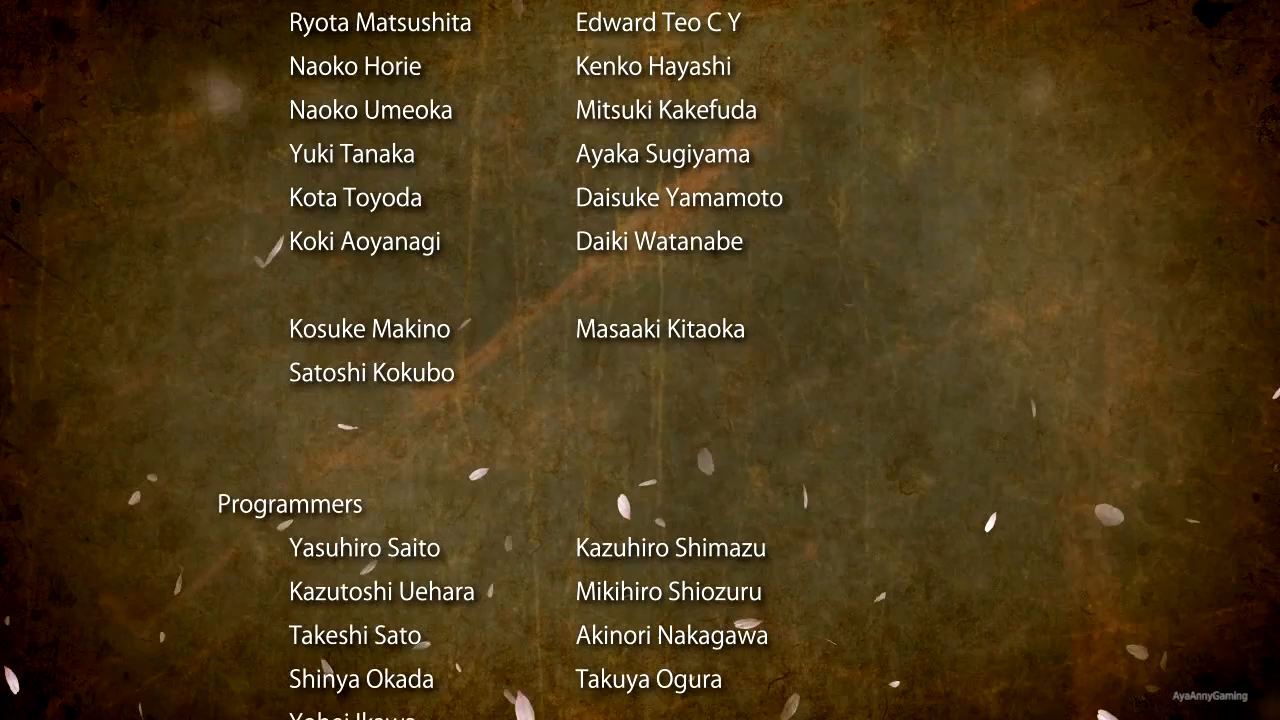 Ryota Matsushita Edward Teo C Y
Naoko Horie Kenko Hayashi
Naoko Umeoka Mitsuki Kakefuda
Yuki Tanaka Ayaka Sugiyama
Kota Toyoda Daisuke Yamamoto
Koki Aoyanagi Daiki Watanabe
Kosuke Makino Masaaki Kitaoka
Satoshi Kokubo
Programmers
Yasuhiro Saito Kazuhiro Shimazu
Kazutoshi Uehara Mikihiro Shiozuru
Takeshi Sato Akinori Nakagawa
Shinya Okada Takuya Ogura
AyaAnnyGaming